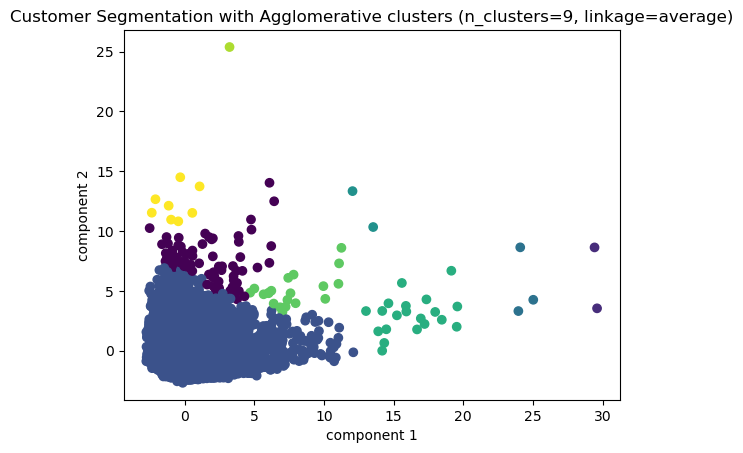 Customer Segmentation with Agglomerative clusters (n_clusters=9, linkage=average)
25
20
15
10
5
0
component 2
0 5 10 15 20 25 30
component 1